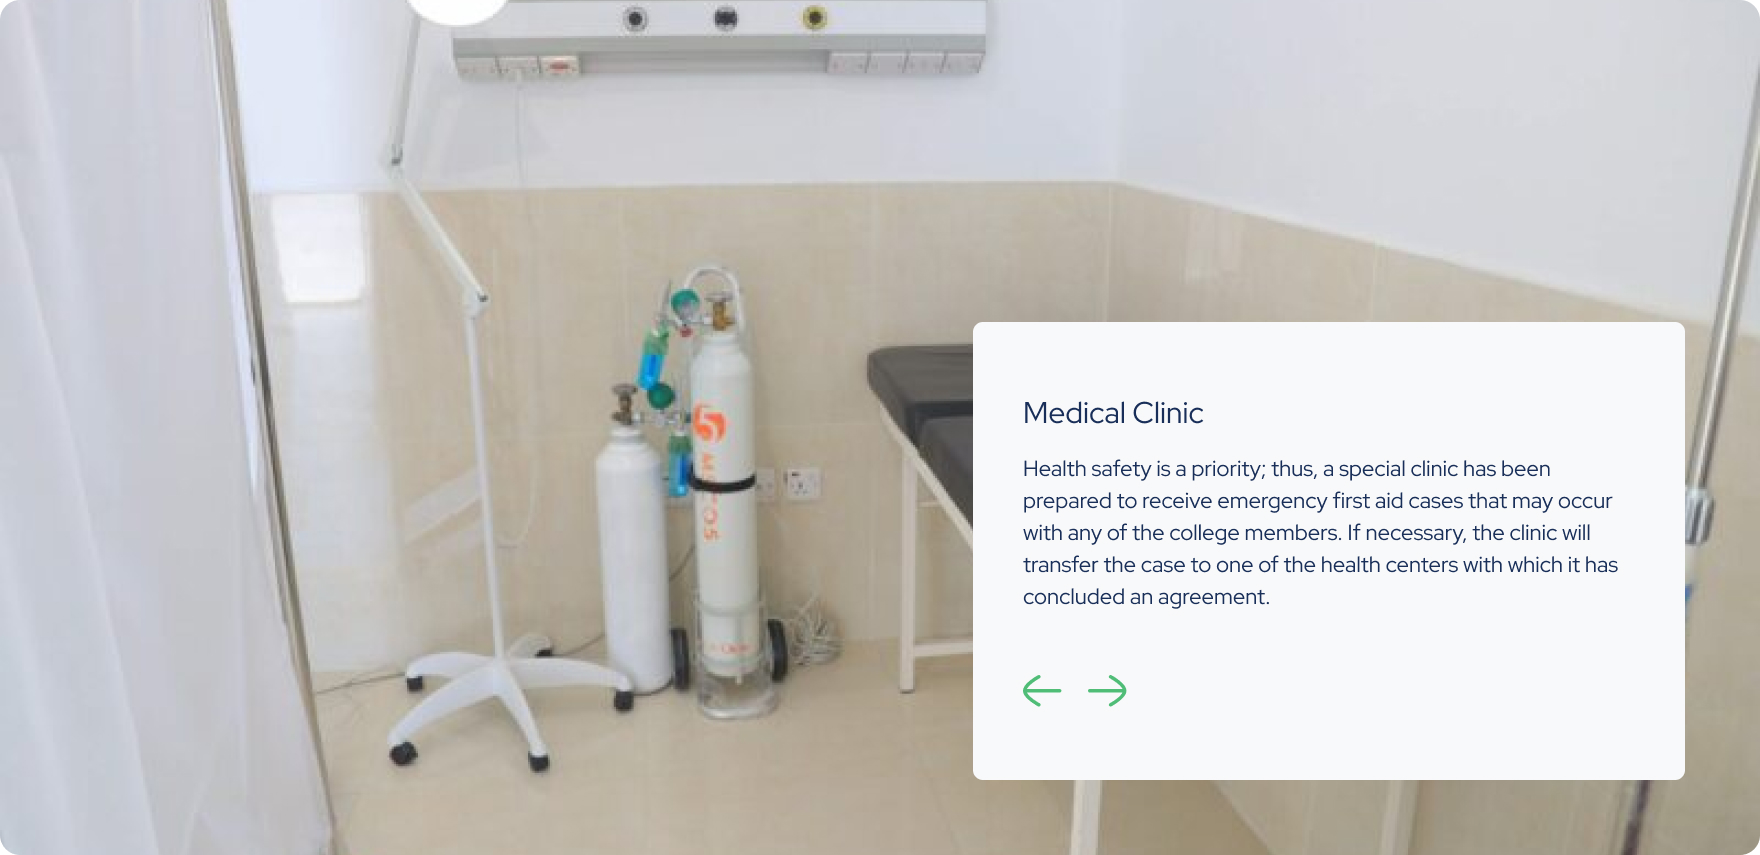 Medical Clinic
Health safety is a priority; thus, a special clinic has been
prepared to receive emergency first aid cases that may occur
with any of the college members. If necessary, the clinic will
transfer the case to one of the health centers with which it has
concluded an agreement.
5